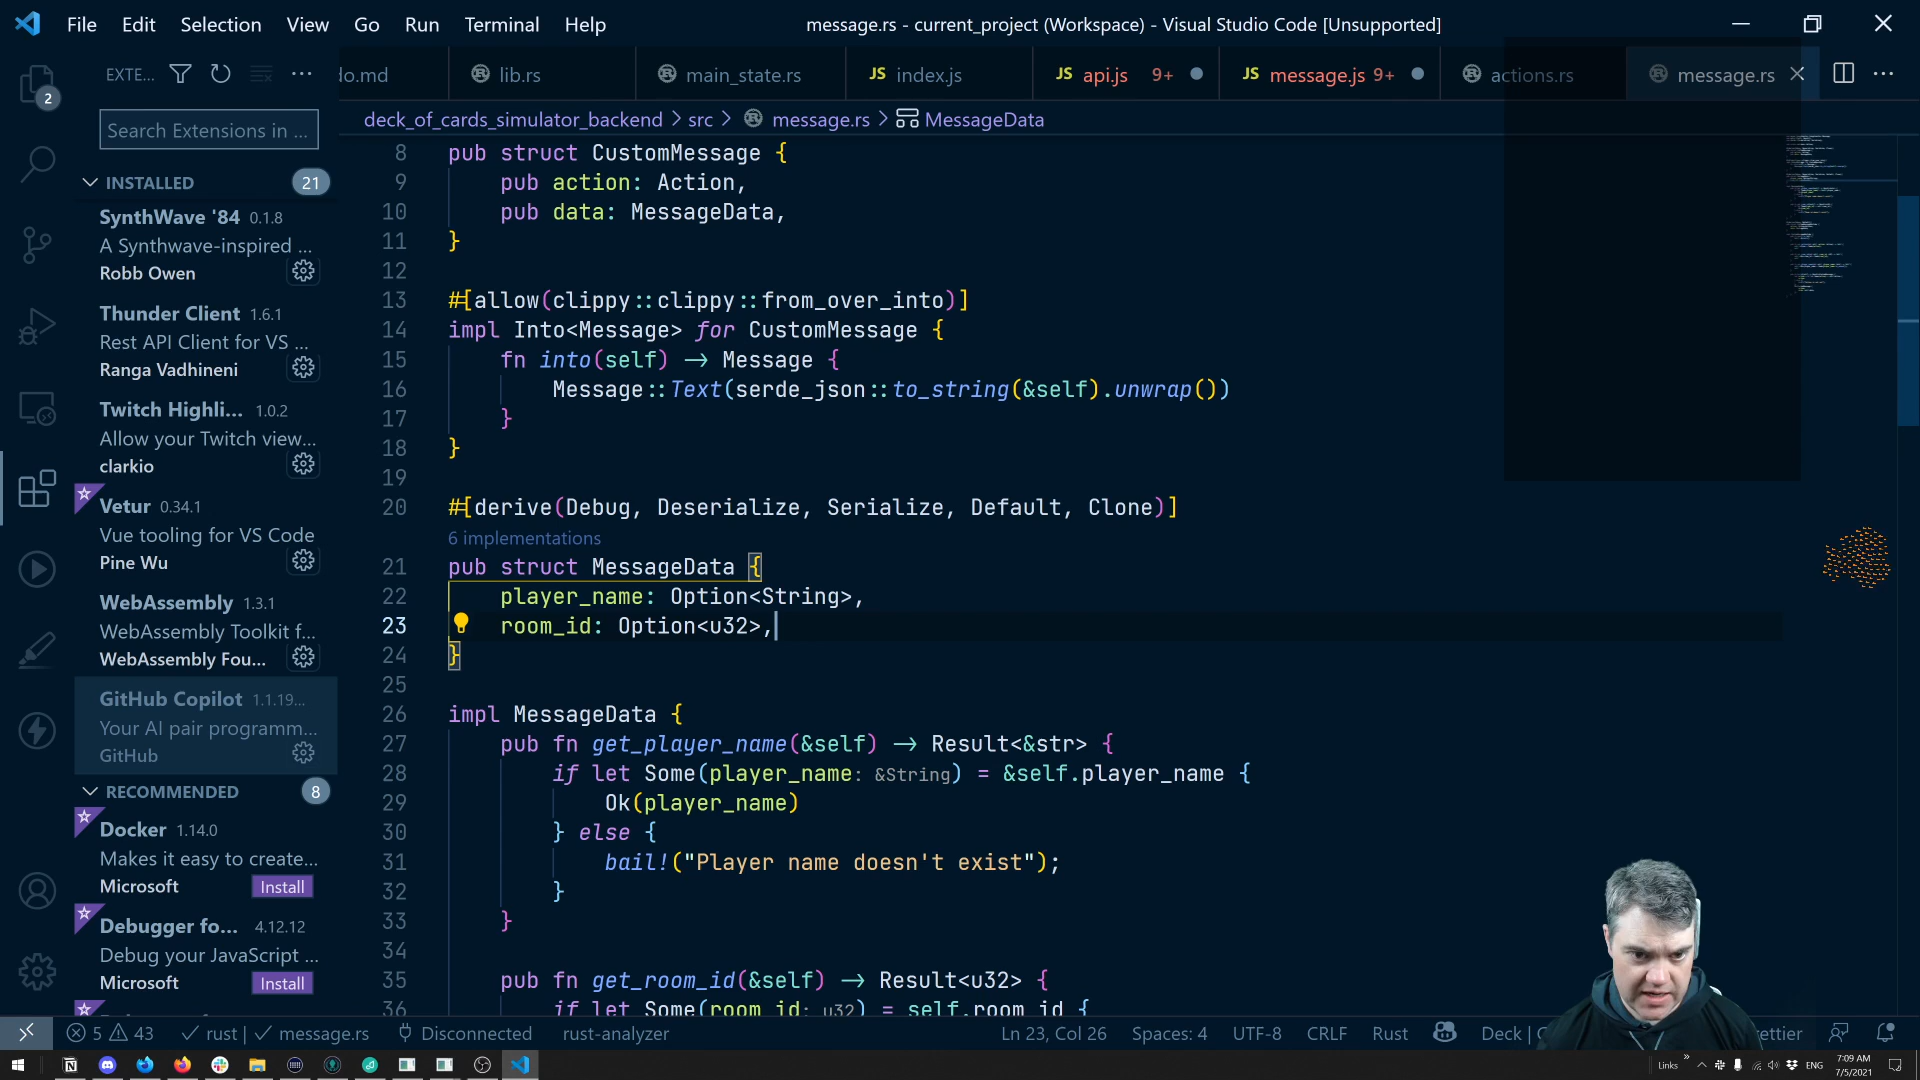 File Edit Selection View Go Run Terminal Help
message.rs - current_project (Workspace) - Visual Studio Code [Unsupported]
EXTE...
do.md
lib.rs
main_state.rs
JS index.js
JS api.js 9+
JS message.js 9+
actions.rs
message.rs
2
Search Extensions in ...
deck_of_cards_simulator_backend > src > message.rs > MessageData
INSTALLED 21
SynthWave '84 0.1.8
A Synthwave-inspired ...
Robb Owen
Thunder Client 1.6.1
Rest API Client for VS ...
Ranga Vadhineni
Twitch Highli... 1.0.2
Allow your Twitch view...
clarkio
Vetur 0.34.1
Vue tooling for VS Code
Pine Wu
WebAssembly 1.3.1
WebAssembly Toolkit f...
WebAssembly Fou...
GitHub Copilot 1.1.19...
Your AI pair programm...
GitHub
RECOMMENDED 8
Docker 1.14.0
Makes it easy to create...
Microsoft Install
Debugger fo... 4.12.12
Debug your JavaScript ...
Microsoft Install
8 pub struct CustomMessage {
9 pub action: Action,
10 pub data: MessageData,
11 }
12
13 #[allow(clippy::clippy::from_over_into)]
14 impl Into<Message> for CustomMessage {
15 fn into(self) -> Message {
16 Message::Text(serde_json::to_string(&self).unwrap())
17 }
18 }
19
20 #[derive(Debug, Deserialize, Serialize, Default, Clone)]
6 implementations
21 pub struct MessageData {
22 player_name: Option<String>,
23 room_id: Option<u32>,
24 }
25
26 impl MessageData {
27 pub fn get_player_name(&self) -> Result<&str> {
28 if let Some(player_name: &String) = &self.player_name {
29 Ok(player_name)
30 } else {
31 bail!("Player name doesn't exist");
32 }
33 }
34
35 pub fn get_room_id(&self) -> Result<u32> {
36 if let Some(room_id: u32) = self.room_id {
5 43 rust | message.rs Disconnected rust-analyzer
Ln 23, Col 26 Spaces: 4 UTF-8 CRLF Rust Deck | ettier
Links ENG 7:09 AM
7/5/2021